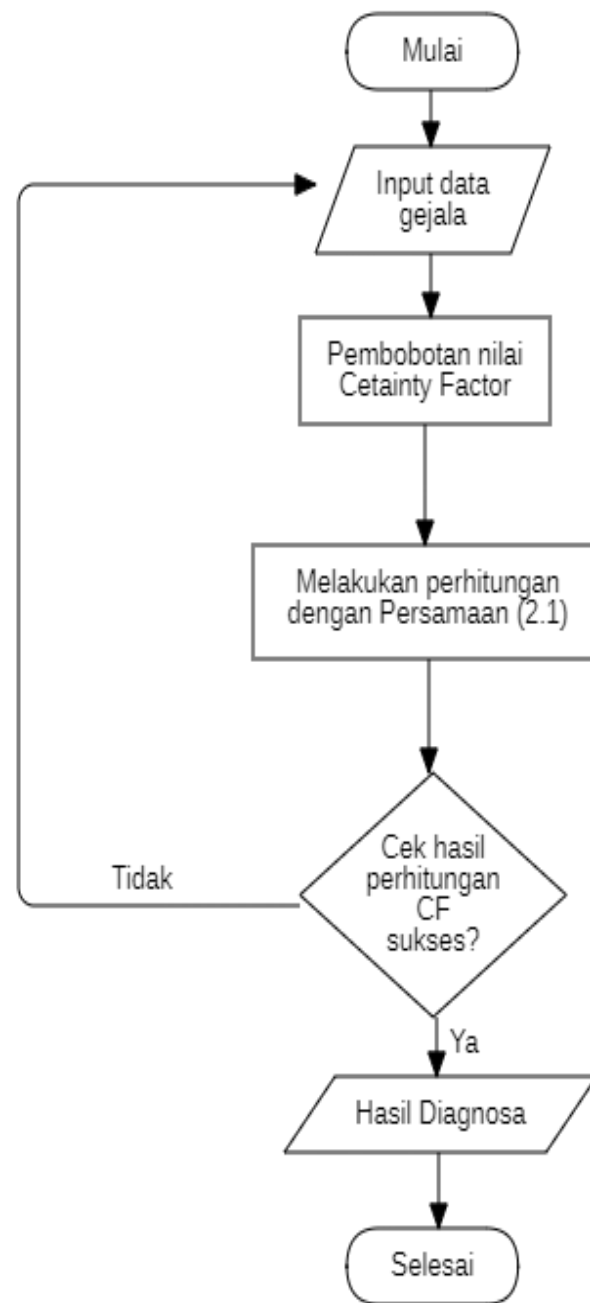 Mulai
Input data
gejala
Pembobotan nilai
Cetainty Factor
Melakukan perhitungan
dengan Persamaan (2.1)
Cek hasil
perhitungan
CF
sukses?
Tidak
Ya
Hasil Diagnosa
Selesai